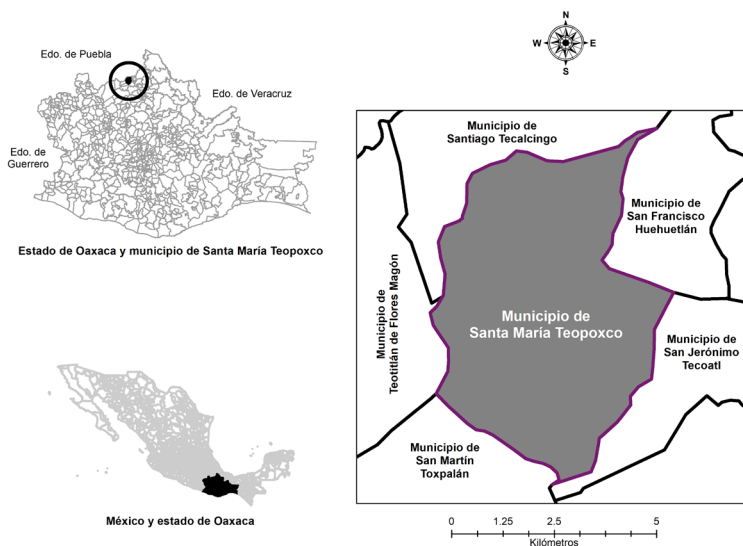 N
W
E
S
Edo. de Puebla
Edo. de Veracruz
Edo. de
Guerrero
Estado de Oaxaca y municipio de Santa María Teopoxco
Municipio de
Santiago Tecalcingo
Municipio de
San Francisco
Huehuetlán
Municipio de
Teotitlán de Flores Magón
Municipio de
Santa María Teopoxco
Municipio de
San Jerónimo
Tecoatl
Municipio de
San Martín
Toxpalán
México y estado de Oaxaca
0 1.25 2.5 5
Kilómetros